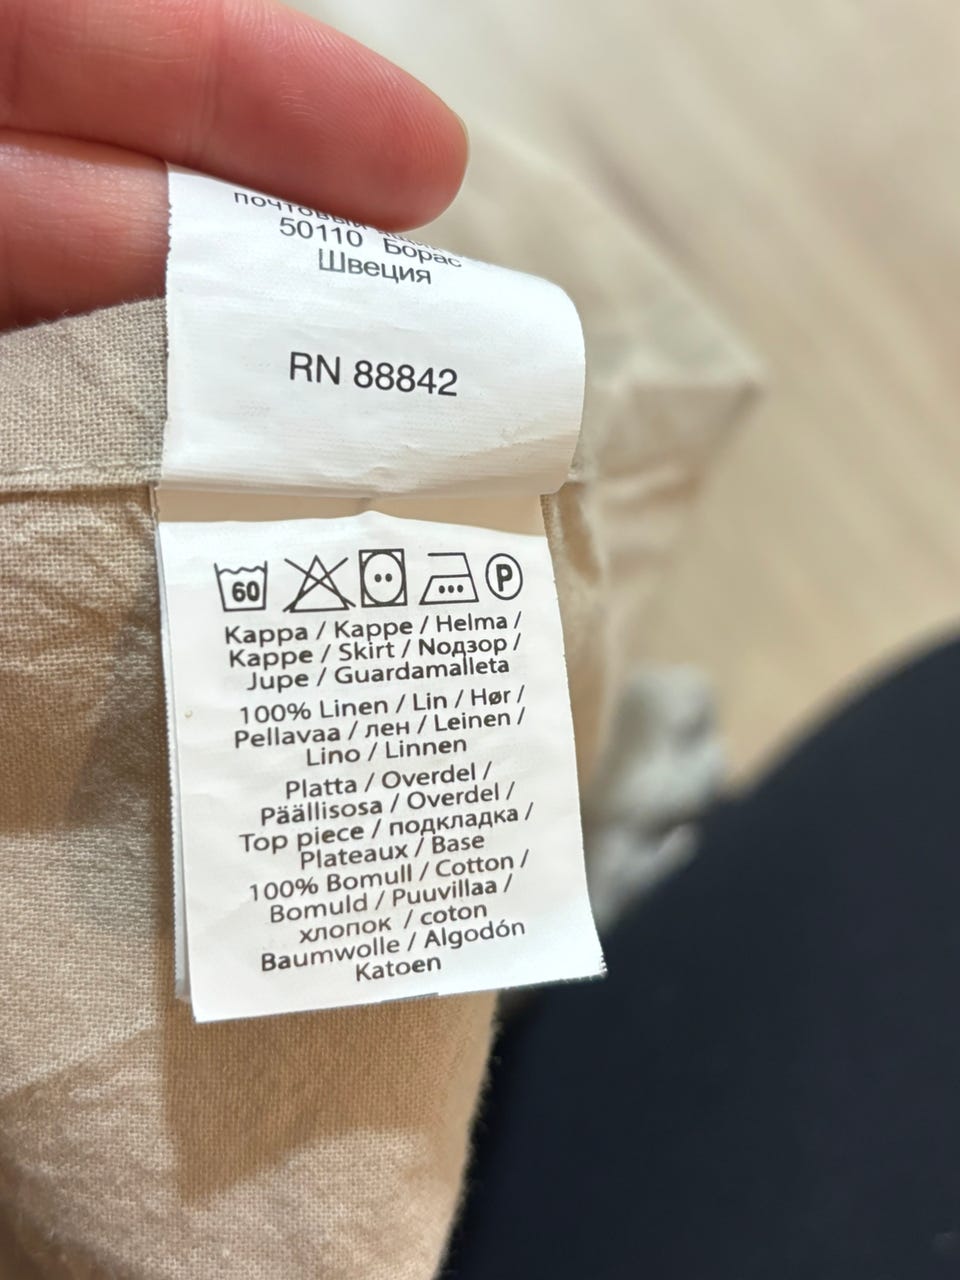 почтовый
50110 Борас
Швеция
RN 88842
60 P
Kappa / Kappe / Helma /
Kappe / Skirt / Nодзор /
Jupe / Guardamalleta
100% Linen / Lin / Hør /
Pellavaa / лен / Leinen /
Lino / Linnen
Platta / Overdel /
Päällisosa / Overdel /
Top piece / подкладка /
Plateaux / Base
100% Bomull / Cotton /
Bomuld / Puuvillaa /
хлопок / coton
Baumwolle / Algodón
Katoen